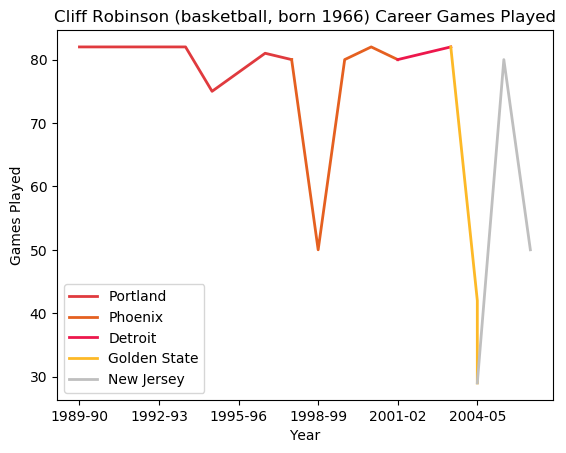 Cliff Robinson (basketball, born 1966) Career Games Played
80
70
60
50
40
30
Games Played
Portland
Phoenix
Detroit
Golden State
New Jersey
1989-90 1992-93 1995-96 1998-99 2001-02 2004-05
Year